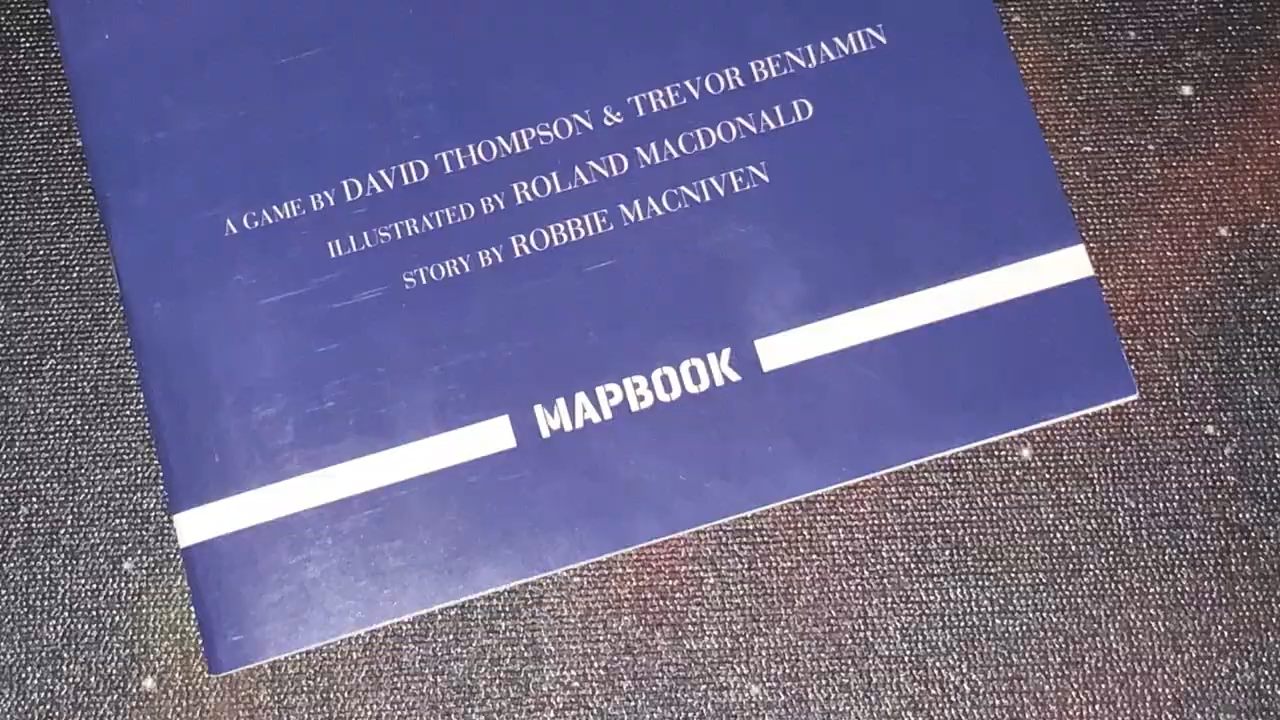 A GAME BY DAVID THOMPSON & TREVOR BENJAMIN
ILLUSTRATED BY ROLAND MACDONALD
STORY BY ROBBIE MACNIVEN
MAPBOOK